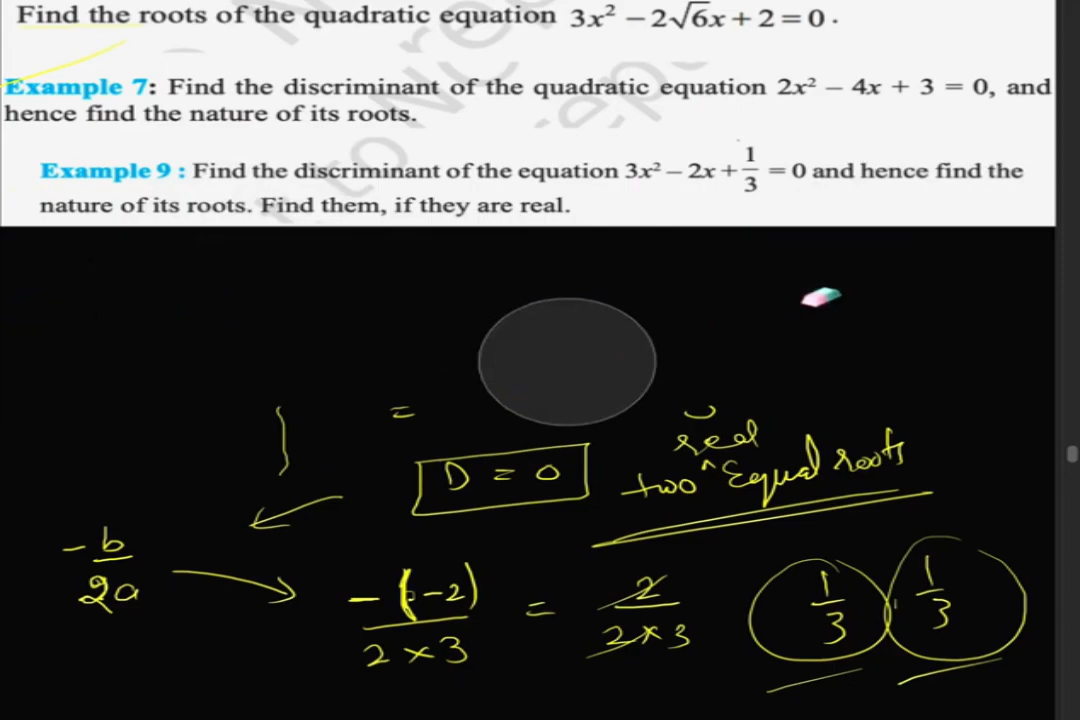 Find the roots of the quadratic equation 3x² − 2√6x + 2 = 0 .
Example 7: Find the discriminant of the quadratic equation 2x² – 4x + 3 = 0, and
hence find the nature of its roots.
Example 9 : Find the discriminant of the equation 3x² – 2x + 1/3 = 0 and hence find the
nature of its roots. Find them, if they are real.
=
D = 0
real
two ^ Equal roots
-b/2a
-(-2)/2×3 = 2/2×3
1/3 1/3